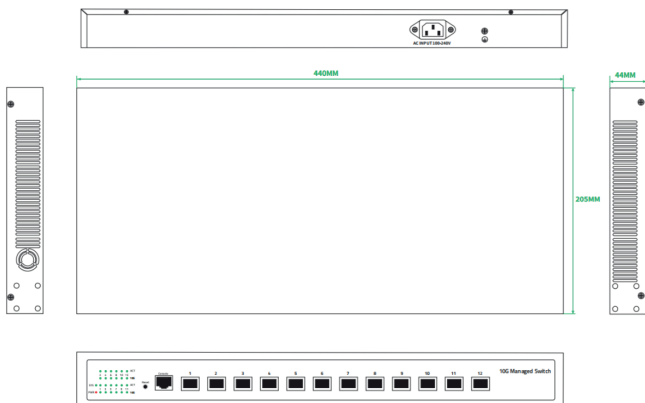 AC INPUT 100-240V
440MM
44MM
205MM
Console
1 2 3 4 5 6 7 8 9 10 11 12
10G Managed Switch